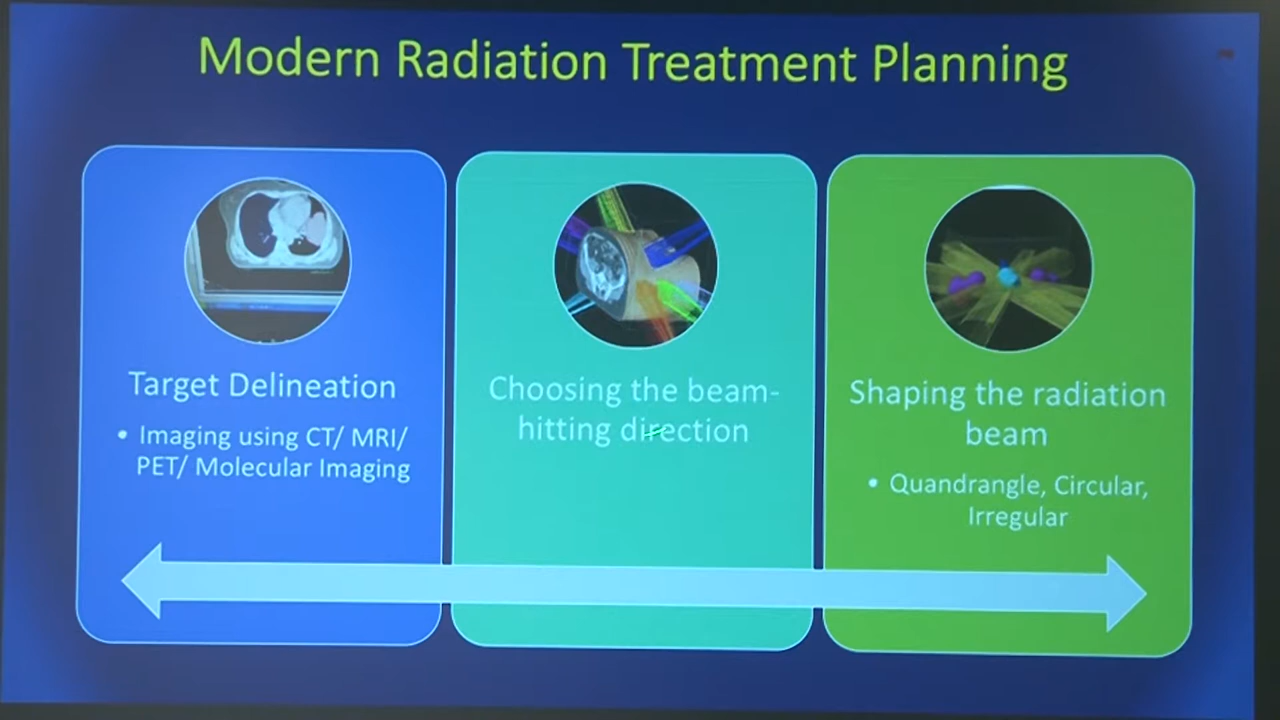 Modern Radiation Treatment Planning
Target Delineation
• Imaging using CT/ MRI/
PET/ Molecular Imaging
Choosing the beam-
hitting direction
Shaping the radiation
beam
• Quandrangle, Circular,
Irregular